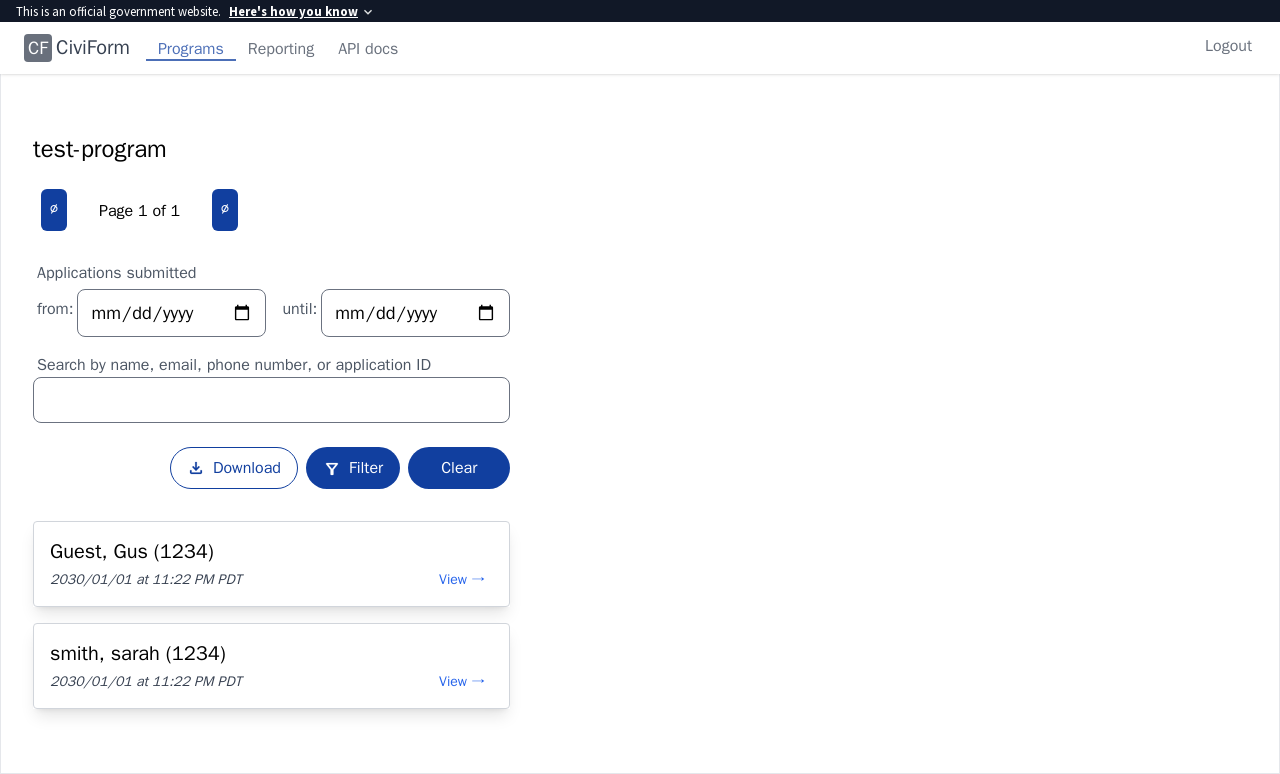 This is an official government website. Here's how you know
CF CiviForm Programs Reporting API docs Logout
test-program
∅ Page 1 of 1 ∅
Applications submitted
from: mm/dd/yyyy until: mm/dd/yyyy
Search by name, email, phone number, or application ID
Download Filter Clear
Guest, Gus (1234)
2030/01/01 at 11:22 PM PDT View →
smith, sarah (1234)
2030/01/01 at 11:22 PM PDT View →